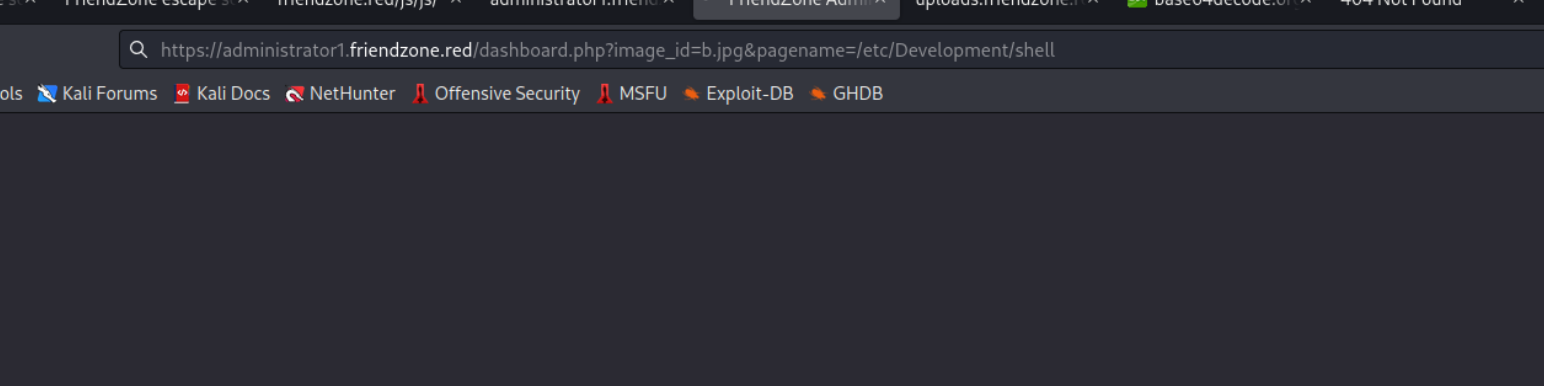 FriendZone escape s
friendzone.red/js/js/
administrator1.friend
FriendZone Admi
uploads.friendzone.r
base64decode.or
404 Not Found
https://administrator1.friendzone.red/dashboard.php?image_id=b.jpg&pagename=/etc/Development/shell
ols Kali Forums Kali Docs NetHunter Offensive Security MSFU Exploit-DB GHDB